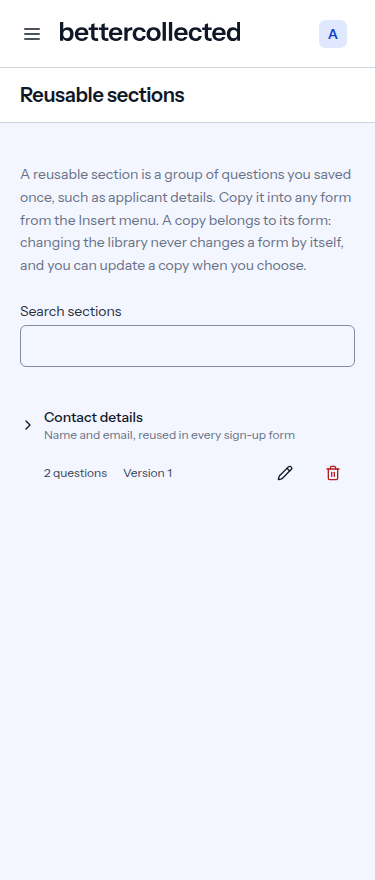 bettercollected
A
Reusable sections
A reusable section is a group of questions you saved
once, such as applicant details. Copy it into any form
from the Insert menu. A copy belongs to its form:
changing the library never changes a form by itself,
and you can update a copy when you choose.
Search sections
Contact details
Name and email, reused in every sign-up form
2 questions Version 1